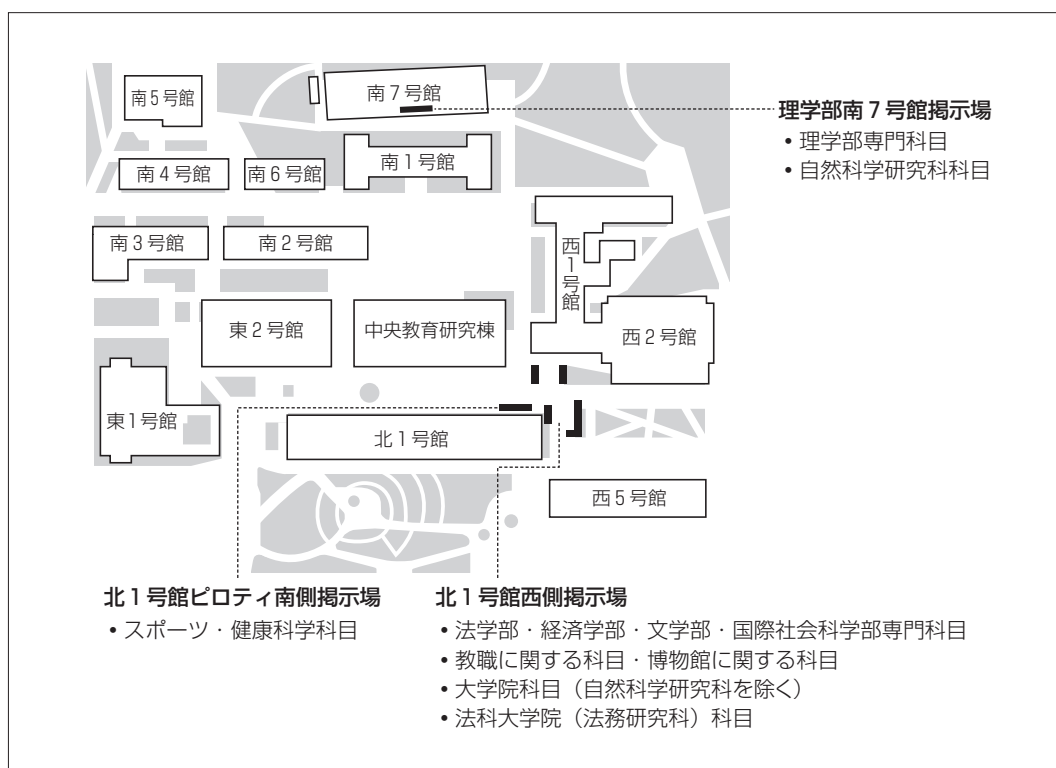 南5号館
南7号館
理学部南7号館掲示場
• 理学部専門科目
• 自然科学研究科科目
南4号館
南6号館
南1号館
南3号館
南2号館
西1号館
東2号館
中央教育研究棟
西2号館
東1号館
北1号館
西5号館
北1号館ピロティ南側掲示場
• スポーツ・健康科学科目
北1号館西側掲示場
• 法学部・経済学部・文学部・国際社会科学部専門科目
• 教職に関する科目・博物館に関する科目
• 大学院科目（自然科学研究科を除く）
• 法科大学院（法務研究科）科目